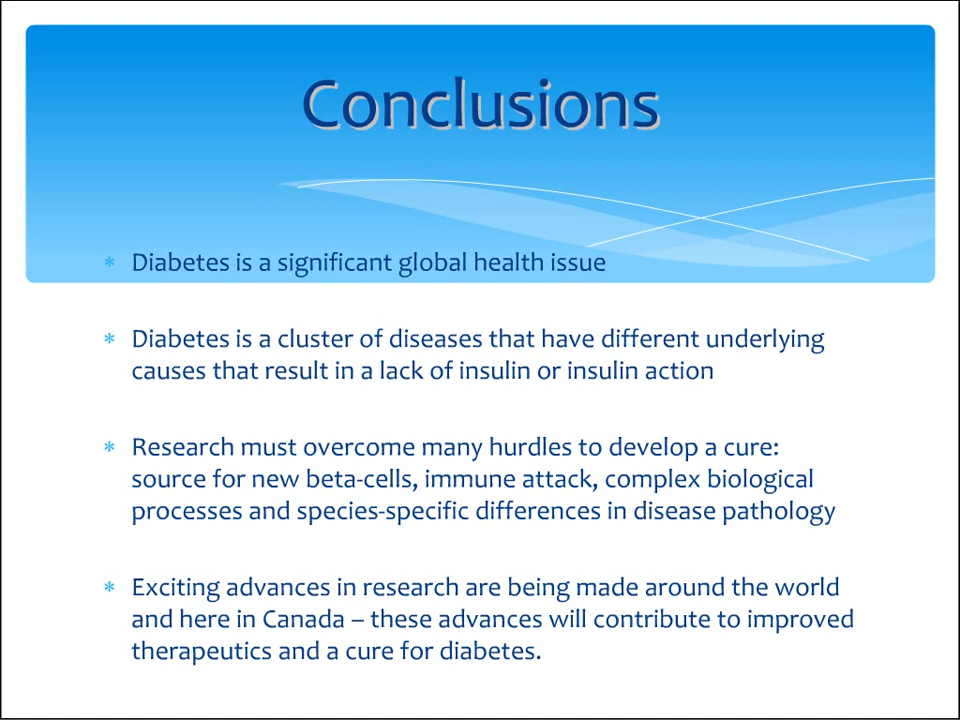 Conclusions
* Diabetes is a significant global health issue
* Diabetes is a cluster of diseases that have different underlying
causes that result in a lack of insulin or insulin action
* Research must overcome many hurdles to develop a cure:
source for new beta-cells, immune attack, complex biological
processes and species-specific differences in disease pathology
* Exciting advances in research are being made around the world
and here in Canada – these advances will contribute to improved
therapeutics and a cure for diabetes.